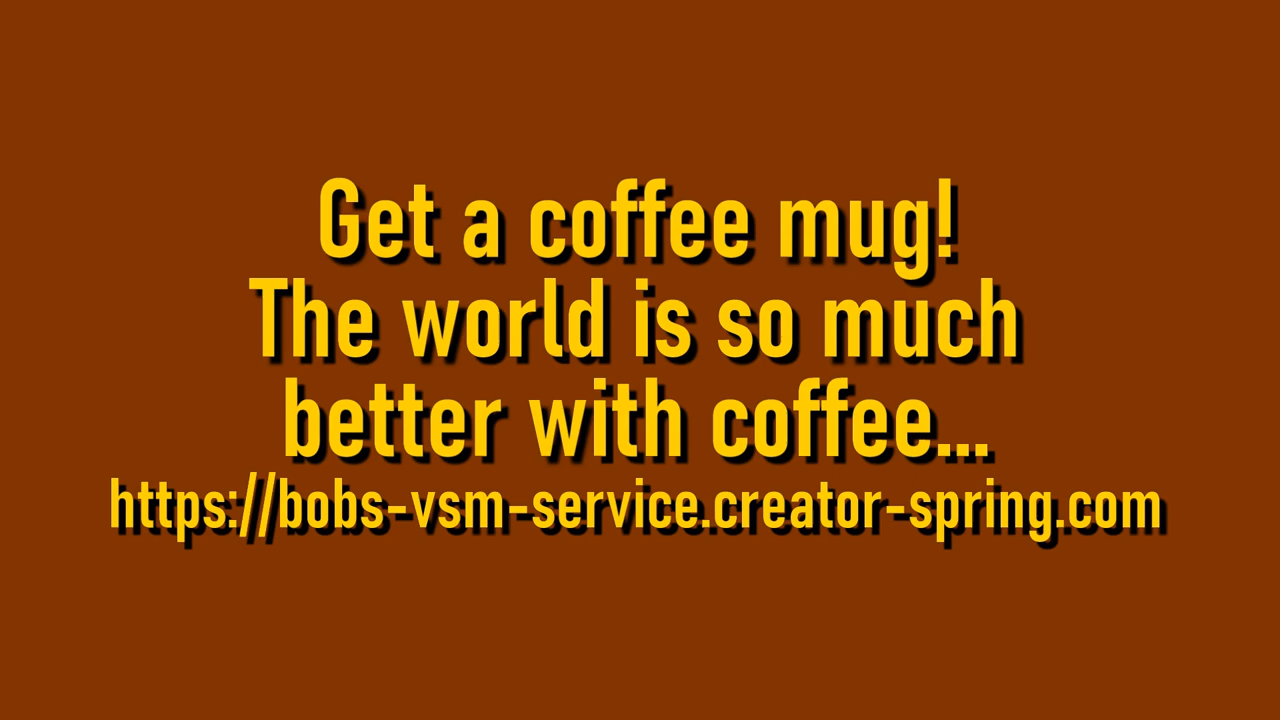 Get a coffee mug!
The world is so much
better with coffee...
https://bobs-vsm-service.creator-spring.com